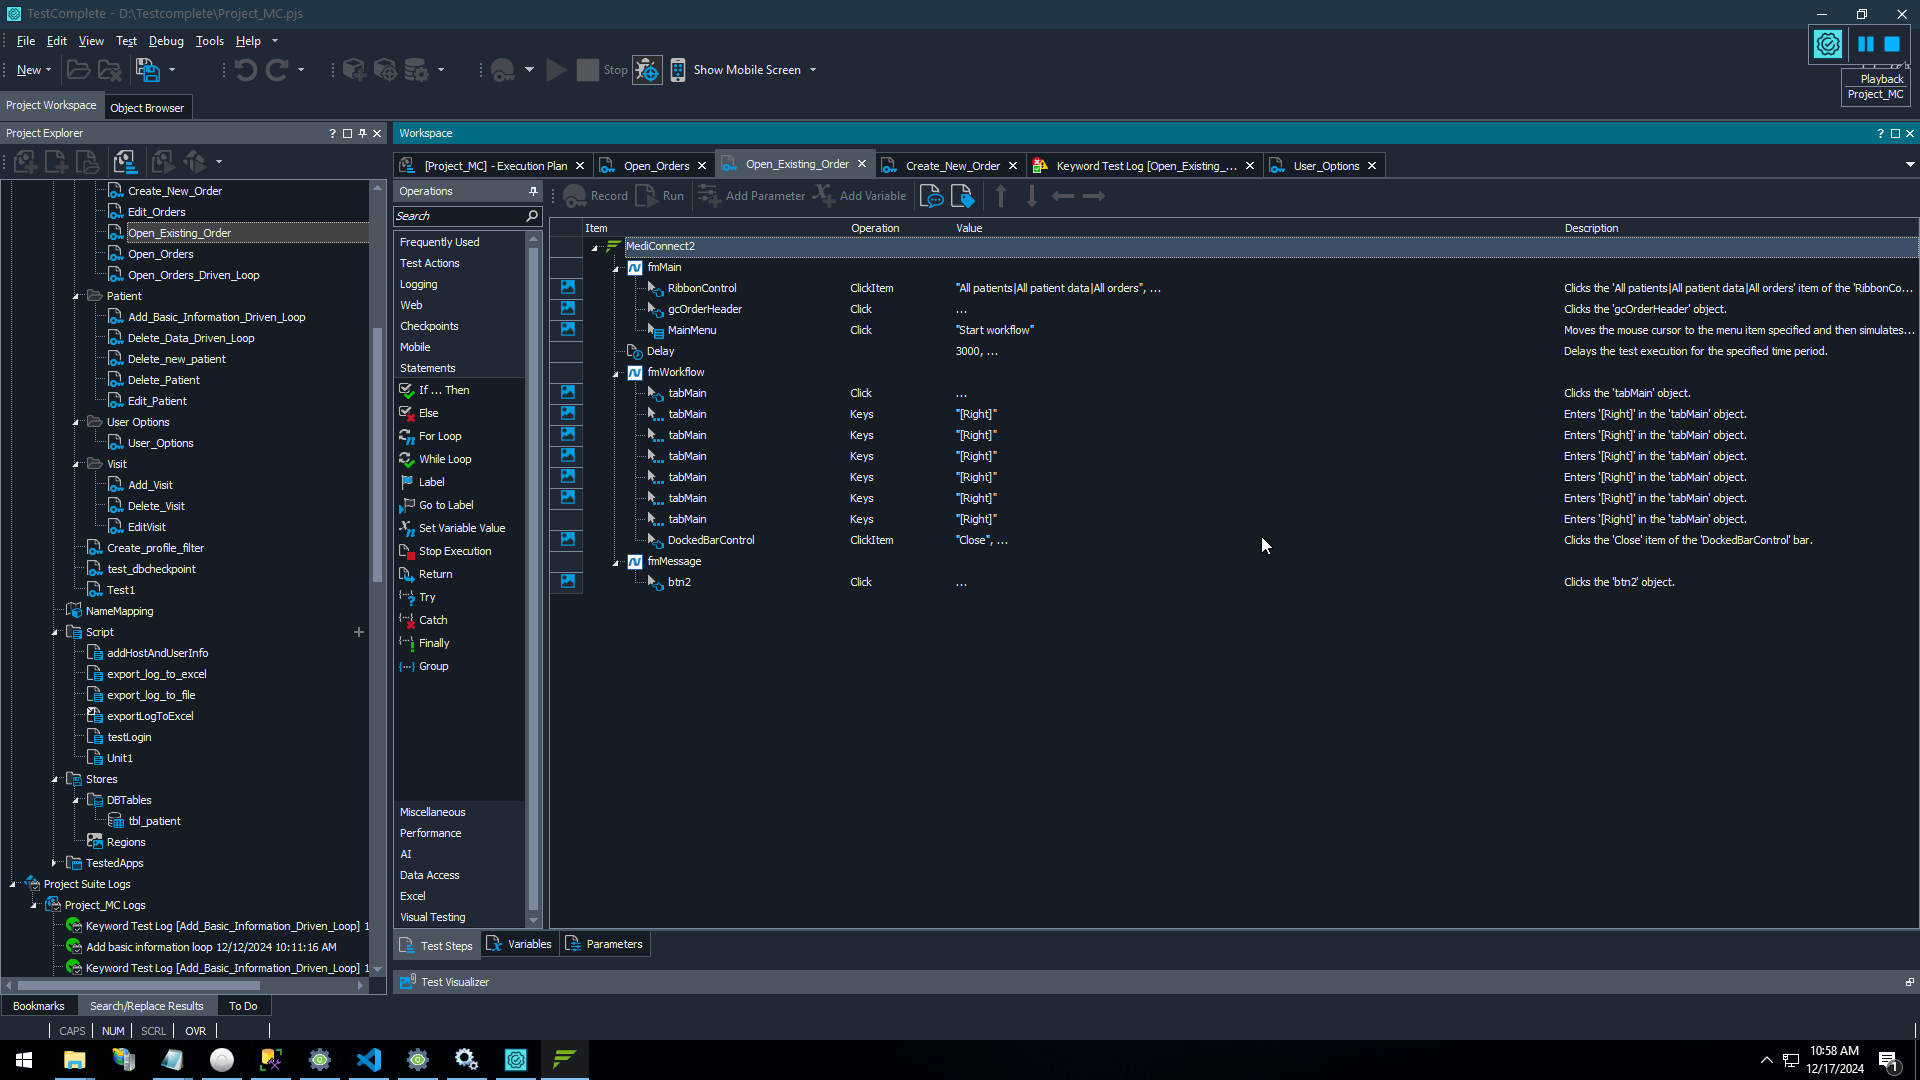 TestComplete - D:\Testcomplete\Project_MC.pjs
File Edit View Test Debug Tools Help
New Stop Show Mobile Screen
Playback
Project_MC
Project Workspace Object Browser
Project Explorer
Workspace
[Project_MC] - Execution Plan Open_Orders Open_Existing_Order Create_New_Order Keyword Test Log [Open_Existing_... User_Options
Create_New_Order
Edit_Orders
Open_Existing_Order
Open_Orders
Open_Orders_Driven_Loop
Patient
Add_Basic_Information_Driven_Loop
Delete_Data_Driven_Loop
Delete_new_patient
Delete_Patient
Edit_Patient
User Options
User_Options
Visit
Add_Visit
Delete_Visit
EditVisit
Create_profile_filter
test_dbcheckpoint
Test1
NameMapping
Script
addHostAndUserInfo
export_log_to_excel
export_log_to_file
exportLogToExcel
testLogin
Unit1
Stores
DBTables
tbl_patient
Regions
TestedApps
Project Suite Logs
Project_MC Logs
Keyword Test Log [Add_Basic_Information_Driven_Loop] 1
Add basic information loop 12/12/2024 10:11:16 AM
Keyword Test Log [Add_Basic_Information_Driven_Loop] 1
Operations
Search
Frequently Used
Test Actions
Logging
Web
Checkpoints
Mobile
Statements
If ... Then
Else
For Loop
While Loop
Label
Go to Label
Set Variable Value
Stop Execution
Return
Try
Catch
Finally
Group
Miscellaneous
Performance
AI
Data Access
Excel
Visual Testing
Record Run Add Parameter Add Variable
Item Operation Value Description
MediConnect2
fmMain
RibbonControl ClickItem "All patients|All patient data|All orders", ... Clicks the 'All patients|All patient data|All orders' item of the 'RibbonCo...
gcOrderHeader Click ... Clicks the 'gcOrderHeader' object.
MainMenu Click "Start workflow" Moves the mouse cursor to the menu item specified and then simulates...
Delay 3000, ... Delays the test execution for the specified time period.
fmWorkflow
tabMain Click ... Clicks the 'tabMain' object.
tabMain Keys "[Right]" Enters '[Right]' in the 'tabMain' object.
tabMain Keys "[Right]" Enters '[Right]' in the 'tabMain' object.
tabMain Keys "[Right]" Enters '[Right]' in the 'tabMain' object.
tabMain Keys "[Right]" Enters '[Right]' in the 'tabMain' object.
tabMain Keys "[Right]" Enters '[Right]' in the 'tabMain' object.
tabMain Keys "[Right]" Enters '[Right]' in the 'tabMain' object.
DockedBarControl ClickItem "Close", ... Clicks the 'Close' item of the 'DockedBarControl' bar.
fmMessage
btn2 Click ... Clicks the 'btn2' object.
Test Steps Variables Parameters
Test Visualizer
Bookmarks Search/Replace Results To Do
CAPS NUM SCRL OVR
10:58 AM
12/17/2024
1